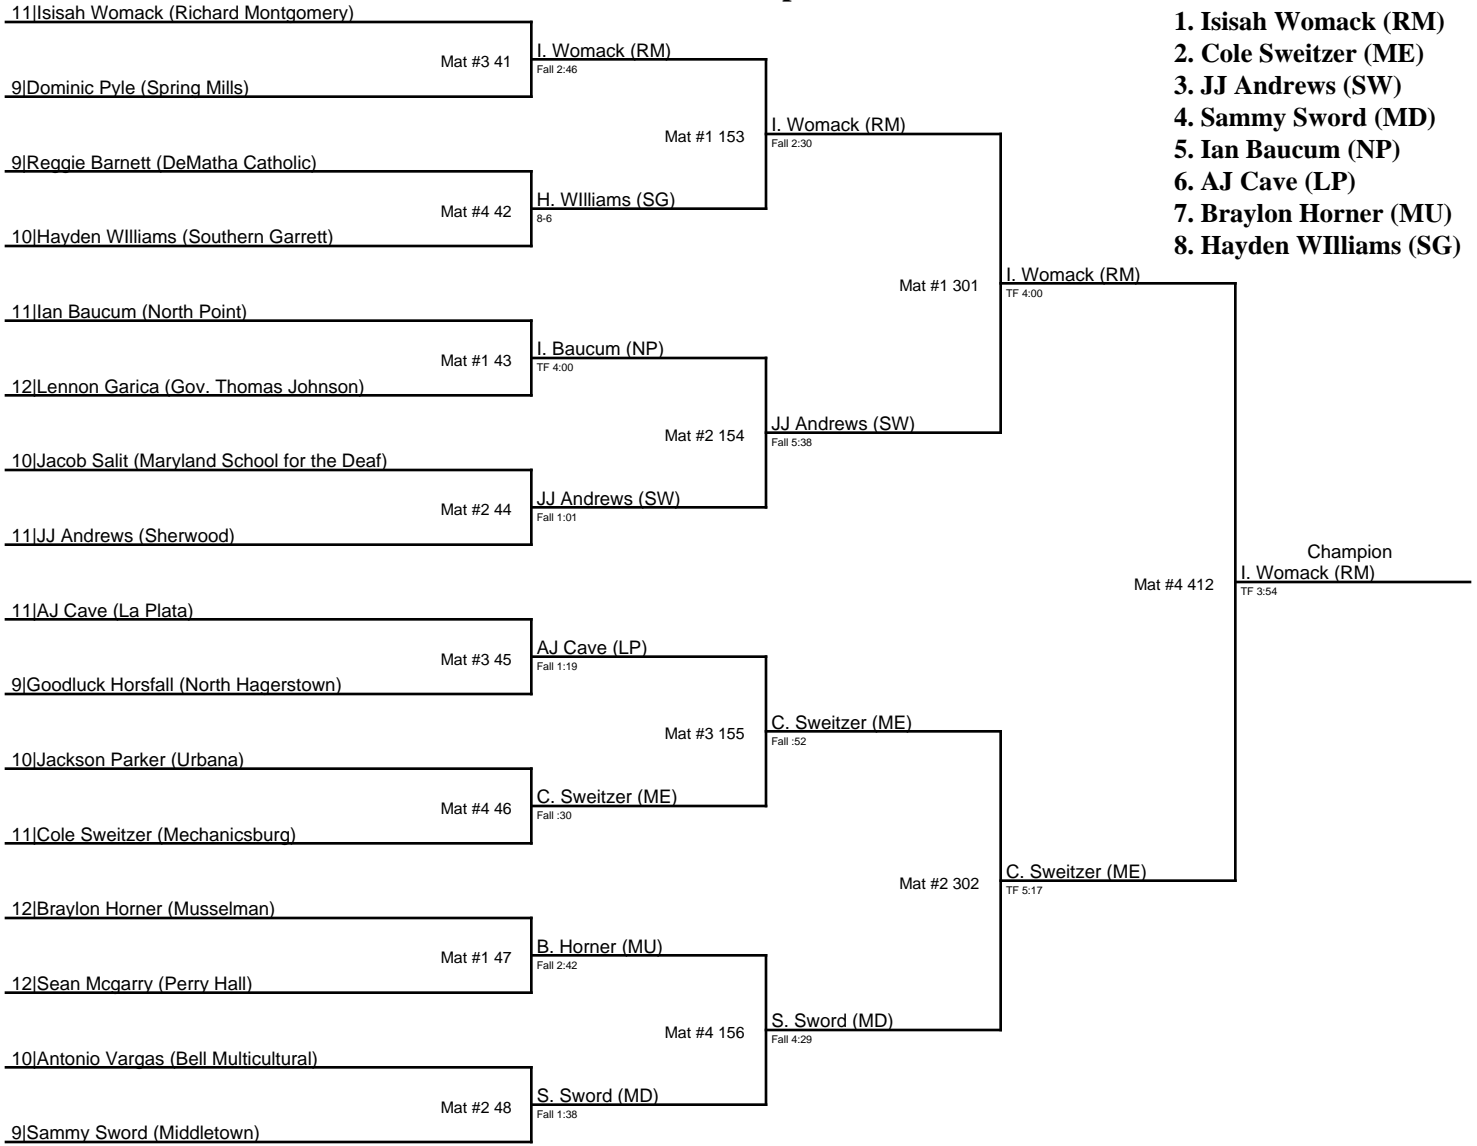 11|Isisah Womack (Richard Montgomery)
Mat #3 41
I. Womack (RM)
Fall 2:46
9|Dominic Pyle (Spring Mills)
Mat #1 153
I. Womack (RM)
Fall 2:30
9|Reggie Barnett (DeMatha Catholic)
Mat #4 42
H. WIlliams (SG)
8-6
10|Hayden WIlliams (Southern Garrett)
Mat #1 301
I. Womack (RM)
TF 4:00
11|Ian Baucum (North Point)
Mat #1 43
I. Baucum (NP)
TF 4:00
12|Lennon Garica (Gov. Thomas Johnson)
Mat #2 154
JJ Andrews (SW)
Fall 5:38
10|Jacob Salit (Maryland School for the Deaf)
Mat #2 44
JJ Andrews (SW)
Fall 1:01
11|JJ Andrews (Sherwood)
Mat #4 412
Champion
I. Womack (RM)
TF 3:54
11|AJ Cave (La Plata)
Mat #3 45
AJ Cave (LP)
Fall 1:19
9|Goodluck Horsfall (North Hagerstown)
Mat #3 155
C. Sweitzer (ME)
Fall :52
10|Jackson Parker (Urbana)
Mat #4 46
C. Sweitzer (ME)
Fall :30
11|Cole Sweitzer (Mechanicsburg)
Mat #2 302
C. Sweitzer (ME)
TF 5:17
12|Braylon Horner (Musselman)
Mat #1 47
B. Horner (MU)
Fall 2:42
12|Sean Mcgarry (Perry Hall)
Mat #4 156
S. Sword (MD)
Fall 4:29
10|Antonio Vargas (Bell Multicultural)
Mat #2 48
S. Sword (MD)
Fall 1:38
9|Sammy Sword (Middletown)
1. Isisah Womack (RM)
2. Cole Sweitzer (ME)
3. JJ Andrews (SW)
4. Sammy Sword (MD)
5. Ian Baucum (NP)
6. AJ Cave (LP)
7. Braylon Horner (MU)
8. Hayden WIlliams (SG)